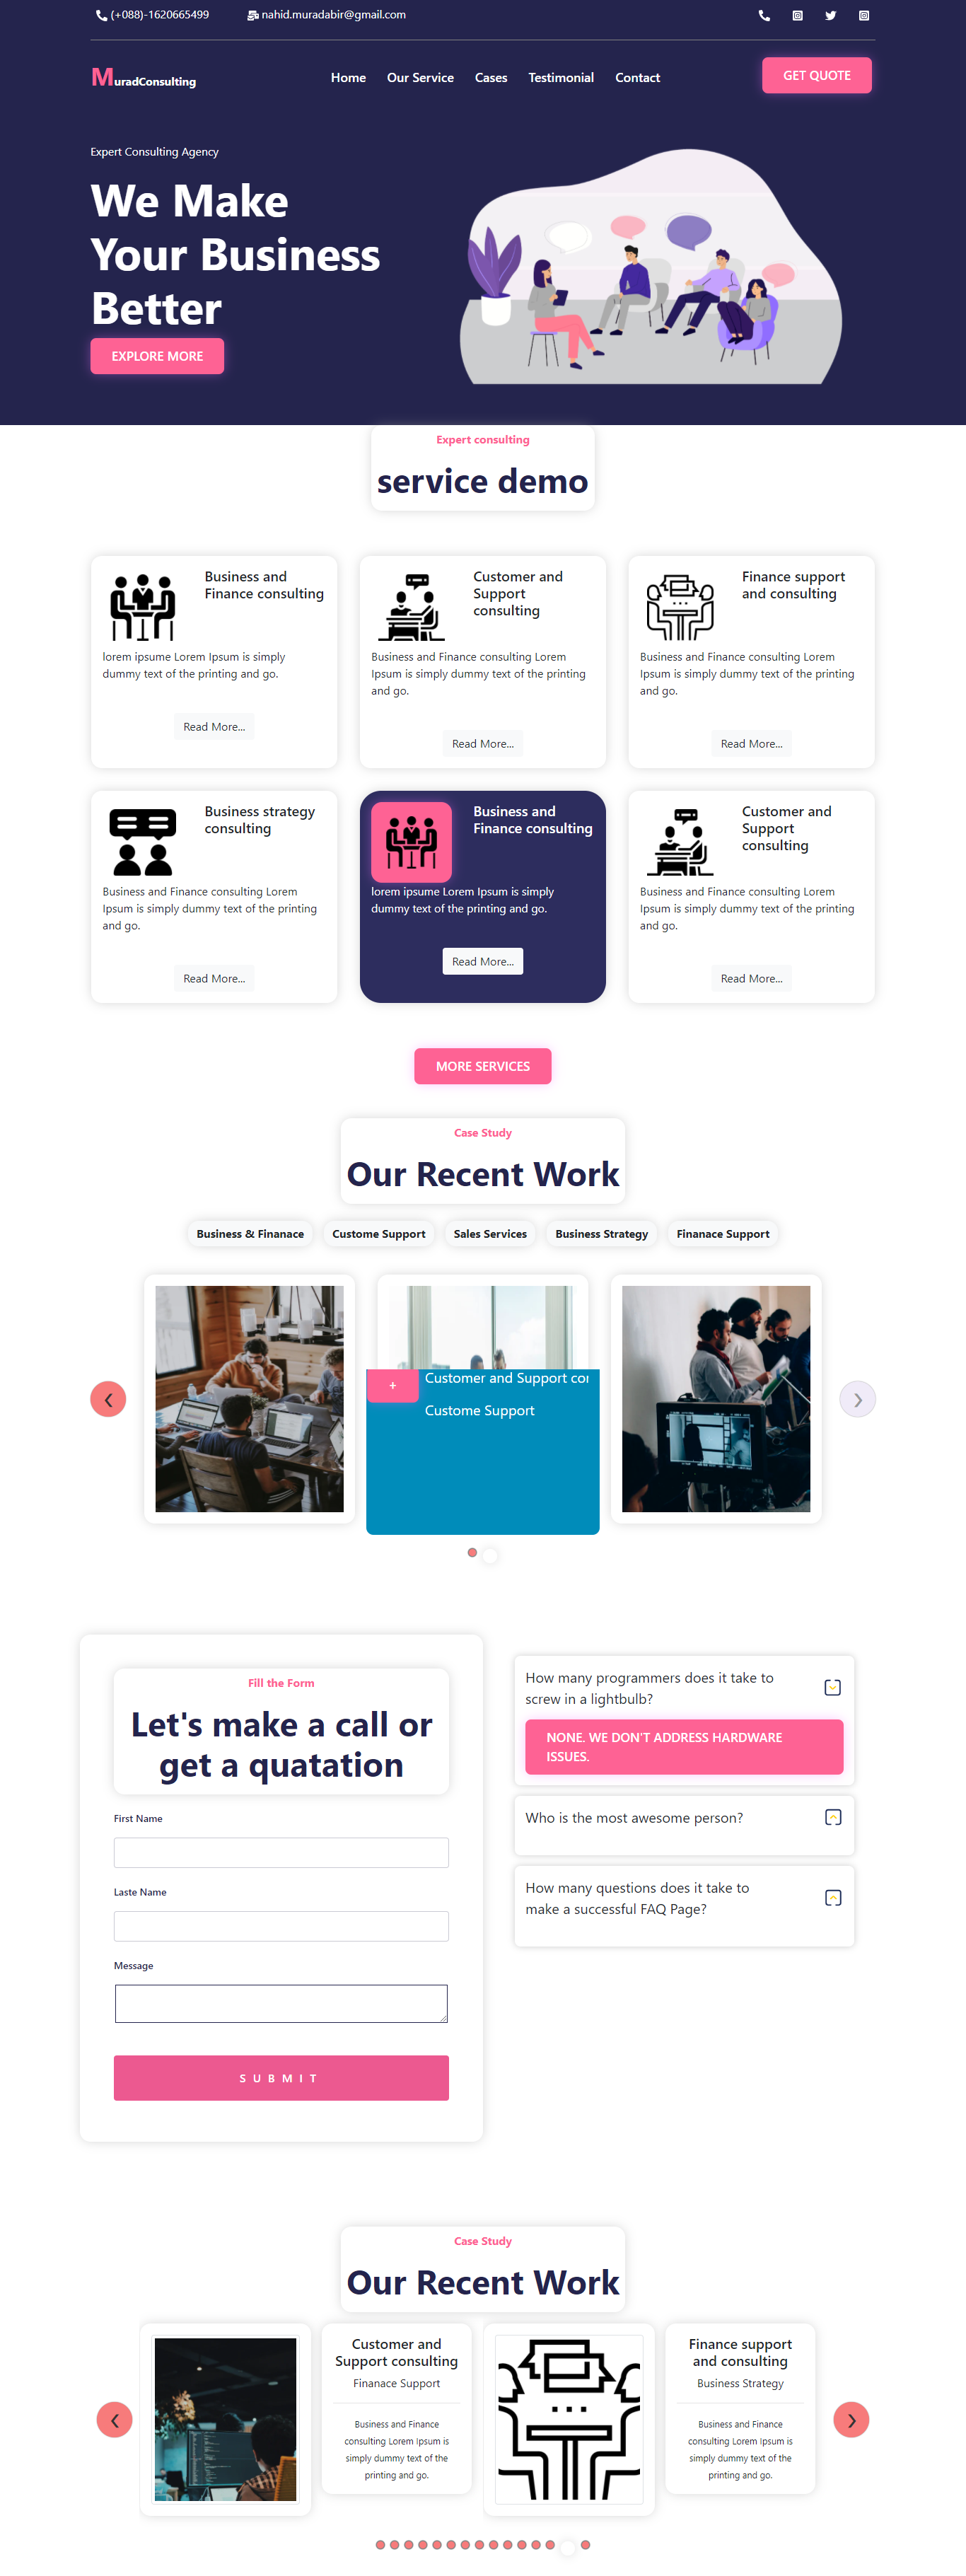 (+088)-1620665499
nahid.muradabir@gmail.com
MuradConsulting
Home
Our Service
Cases
Testimonial
Contact
GET QUOTE
Expert Consulting Agency
We Make
Your Business
Better
EXPLORE MORE
Expert consulting
service demo
Business and
Finance consulting
lorem ipsume Lorem Ipsum is simply
dummy text of the printing and go.
Read More...
Customer and
Support
consulting
Business and Finance consulting Lorem
Ipsum is simply dummy text of the printing
and go.
Read More...
Finance support
and consulting
Business and Finance consulting Lorem
Ipsum is simply dummy text of the printing
and go.
Read More...
Business strategy
consulting
Business and Finance consulting Lorem
Ipsum is simply dummy text of the printing
and go.
Read More...
Business and
Finance consulting
lorem ipsume Lorem Ipsum is simply
dummy text of the printing and go.
Read More...
Customer and
Support
consulting
Business and Finance consulting Lorem
Ipsum is simply dummy text of the printing
and go.
Read More...
MORE SERVICES
Case Study
Our Recent Work
Business & Finanace
Custome Support
Sales Services
Business Strategy
Finanace Support
+
Customer and Support cor
Custome Support
Fill the Form
Let's make a call or
get a quatation
First Name
Laste Name
Message
SUBMIT
How many programmers does it take to
screw in a lightbulb?
NONE. WE DON'T ADDRESS HARDWARE
ISSUES.
Who is the most awesome person?
How many questions does it take to
make a successful FAQ Page?
Case Study
Our Recent Work
Customer and
Support consulting
Finanace Support
Business and Finance
consulting Lorem Ipsum is
simply dummy text of the
printing and go.
Finance support
and consulting
Business Strategy
Business and Finance
consulting Lorem Ipsum is
simply dummy text of the
printing and go.